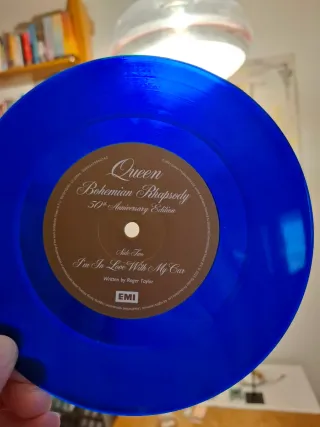 Queen
Bohemian Rhapsody
50th Anniversary Edition
Side Two
I'm In Love With My Car
Written by Roger Taylor
EMI